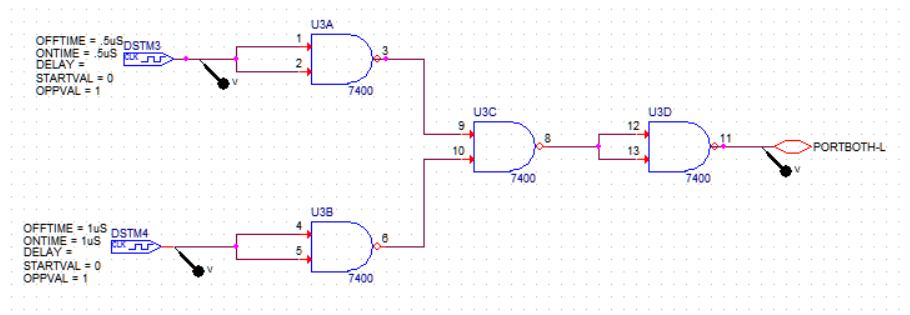 U3A
OFFTIME = .5uS
DSTM3
ONTIME = .5uS
CLK
DELAY =
STARTVAL = 0
OPPVAL = 1
1
2
3
7400
U3C
9
10
8
7400
U3D
12
13
11
7400
PORTBOTH-L
V
V
U3B
OFFTIME = 1uS
DSTM4
ONTIME = 1uS
CLK
DELAY =
STARTVAL = 0
OPPVAL = 1
4
5
6
7400
V